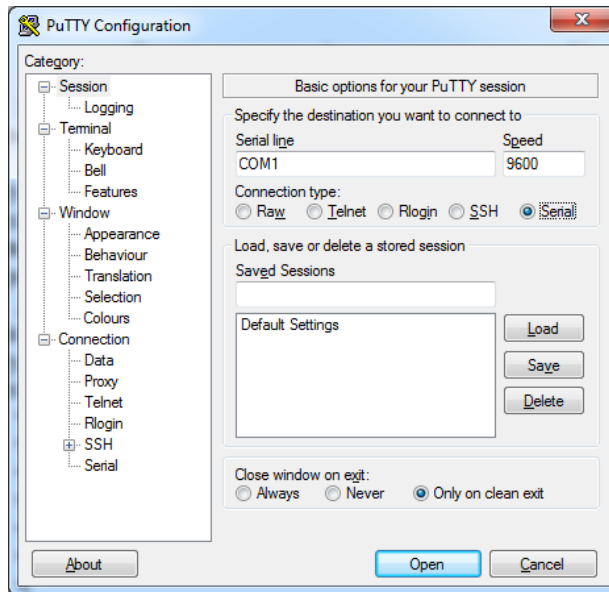 PuTTY Configuration
Category:
Session
Logging
Terminal
Keyboard
Bell
Features
Window
Appearance
Behaviour
Translation
Selection
Colours
Connection
Data
Proxy
Telnet
Rlogin
SSH
Serial
About
Basic options for your PuTTY session
Specify the destination you want to connect to
Serial line Speed
COM1 9600
Connection type:
Raw Telnet Rlogin SSH Serial
Load, save or delete a stored session
Saved Sessions
Default Settings
Load
Save
Delete
Close window on exit:
Always Never Only on clean exit
Open Cancel